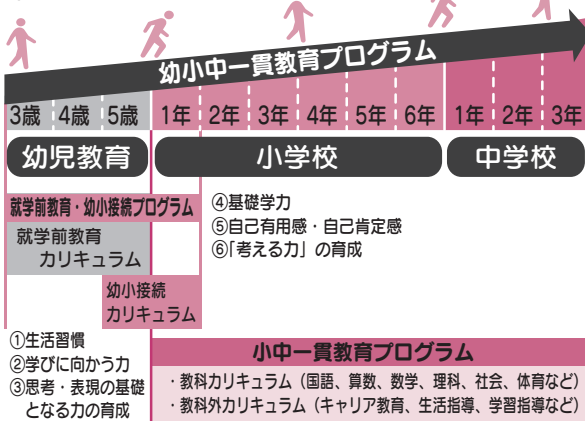 幼小中一貫教育プログラム
3歳 4歳 5歳 1年 2年 3年 4年 5年 6年 1年 2年 3年
幼児教育 小学校 中学校
就学前教育・幼小接続プログラム
就学前教育
カリキュラム
幼小接続
カリキュラム
①生活習慣
②学びに向かう力
③思考・表現の基礎
となる力の育成
④基礎学力
⑤自己有用感・自己肯定感
⑥「考える力」の育成
小中一貫教育プログラム
・教科カリキュラム（国語、算数、数学、理科、社会、体育など）
・教科外カリキュラム（キャリア教育、生活指導、学習指導など）